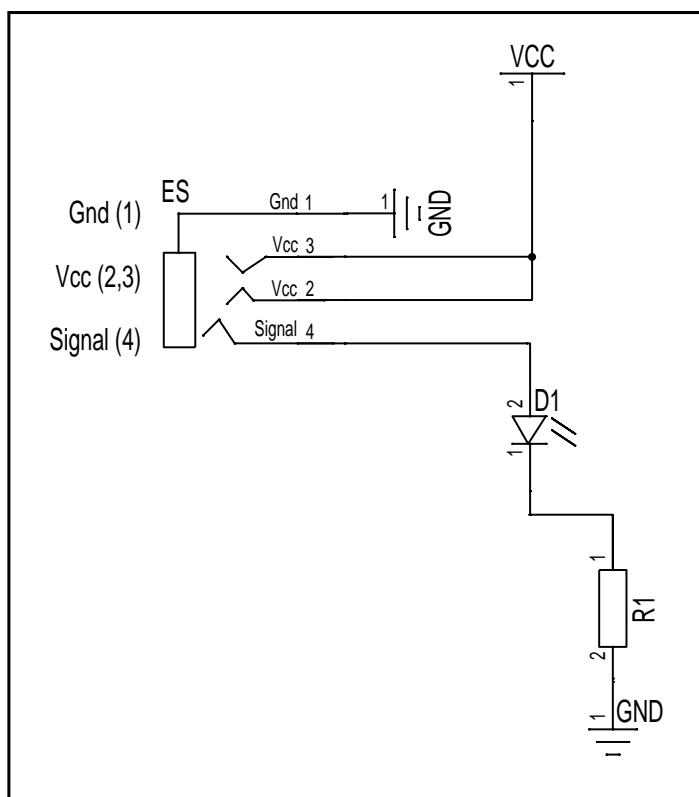 VCC
1
ES
Gnd (1)
Gnd 1
1
GND
Vcc 3
Vcc (2,3)
Vcc 2
Signal (4)
Signal 4
2
D1
1
1
R1
2
1
GND